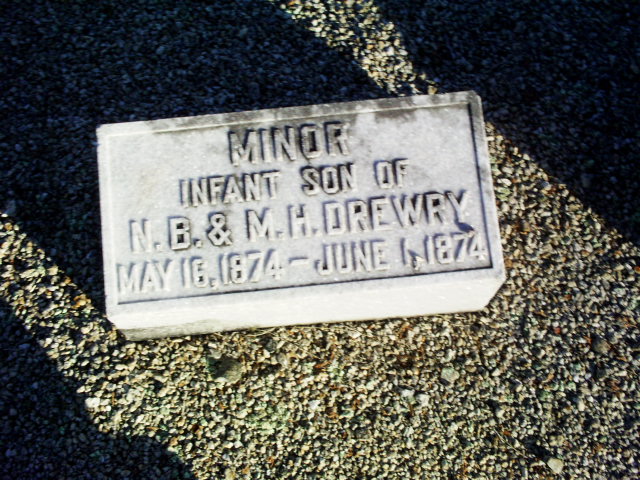 MINOR
INFANT SON OF
N.B. & M.H. DREWRY
MAY 16, 1874 – JUNE 1, 1874